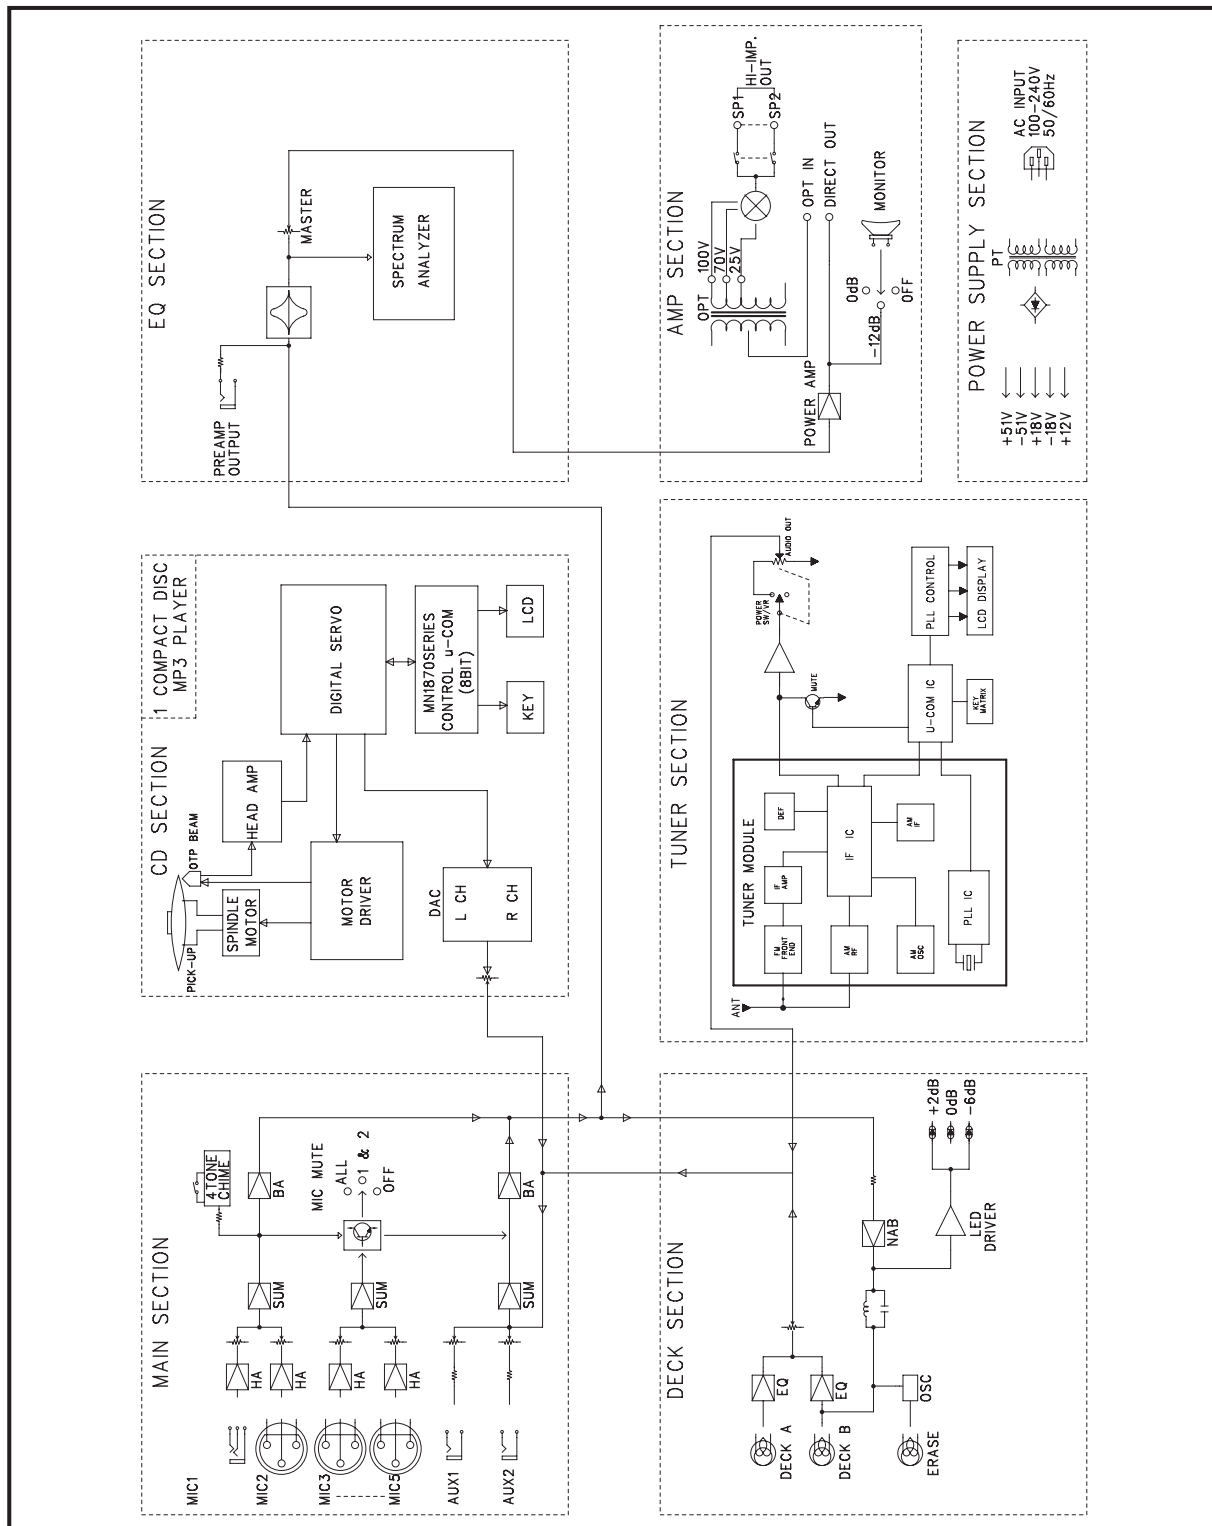 MAIN SECTION
MIC1
MIC2
MIC3
MIC5
AUX1
AUX2
HA
HA
HA
HA
SUM
SUM
SUM
4TONE
CHIME
BA
BA
MIC MUTE
ALL
1 & 2
OFF
CD SECTION
1 COMPACT DISC
MP3 PLAYER
PICK-UP
OTP BEAM
SPINDLE
MOTOR
HEAD AMP
MOTOR
DRIVER
DIGITAL SERVO
DAC
L CH
R CH
MN1870SERIES
CONTROL u-COM
(8BIT)
KEY
LCD
EQ SECTION
PREAMP
OUTPUT
MASTER
SPECTRUM
ANALYZER
DECK SECTION
DECK A
DECK B
ERASE
EQ
EQ
OSC
NAB
LED
DRIVER
+2dB
0dB
-6dB
TUNER SECTION
TUNER MODULE
ANT
FM
FRONT
END
IF
AMP
DEF
AM
RF
IF IC
AM
OSC
AM
IF
PLL IC
MUTE
POWER
SW/VR
AUDIO OUT
U-COM IC
KEY
MATRIX
PLL CONTROL
LCD DISPLAY
AMP SECTION
POWER AMP
OPT
100V
70V
25V
SP1
SP2
HI-IMP.
OUT
OPT IN
DIRECT OUT
MONITOR
0dB
-12dB
OFF
POWER SUPPLY SECTION
+51V
-51V
+18V
-18V
+12V
PT
AC INPUT
100-240V
50/60Hz